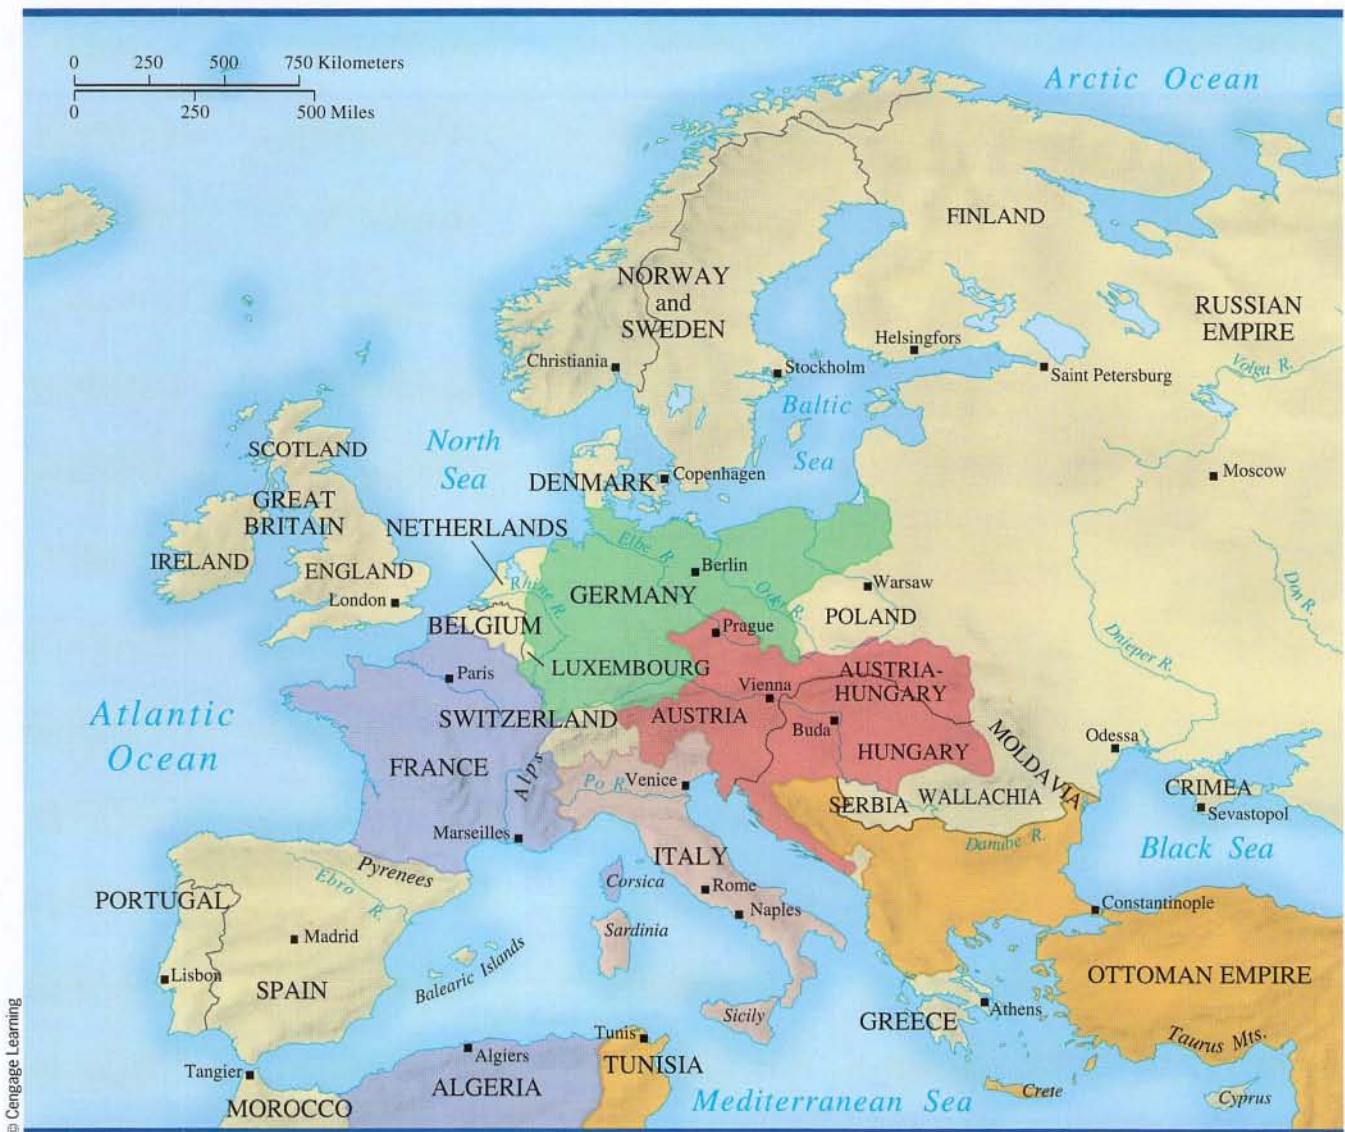 0 250 500 750 Kilometers
0 250 500 Miles
Arctic Ocean
FINLAND
NORWAY
and
SWEDEN
RUSSIAN
EMPIRE
Helsingfors
Volga R.
Christiania
Stockholm
Saint Petersburg
Baltic
Sea
North
Sea
SCOTLAND
Moscow
DENMARK
Copenhagen
GREAT
BRITAIN
NETHERLANDS
IRELAND
ENGLAND
London
Elbe R.
Berlin
Rhine R.
GERMANY
Oder R.
Warsaw
POLAND
Don R.
BELGIUM
Prague
Dnieper R.
LUXEMBOURG
Paris
AUSTRIA-
HUNGARY
Vienna
Atlantic
Ocean
SWITZERLAND
AUSTRIA
Buda
HUNGARY
MOLDAVIA
Odessa
FRANCE
Alps
Po R.
Venice
SERBIA
WALLACHIA
CRIMEA
Sevastopol
Marseilles
Danube R.
Black Sea
ITALY
Pyrenees
Ebro R.
Corsica
Rome
PORTUGAL
Naples
Constantinople
Madrid
Sardinia
Lisbon
Balearic Islands
SPAIN
OTTOMAN EMPIRE
Sicily
GREECE
Athens
Taurus Mts.
Tunis
Algiers
TUNISIA
Tangier
ALGERIA
Crete
Cyprus
MOROCCO
Mediterranean Sea
© Cengage Learning